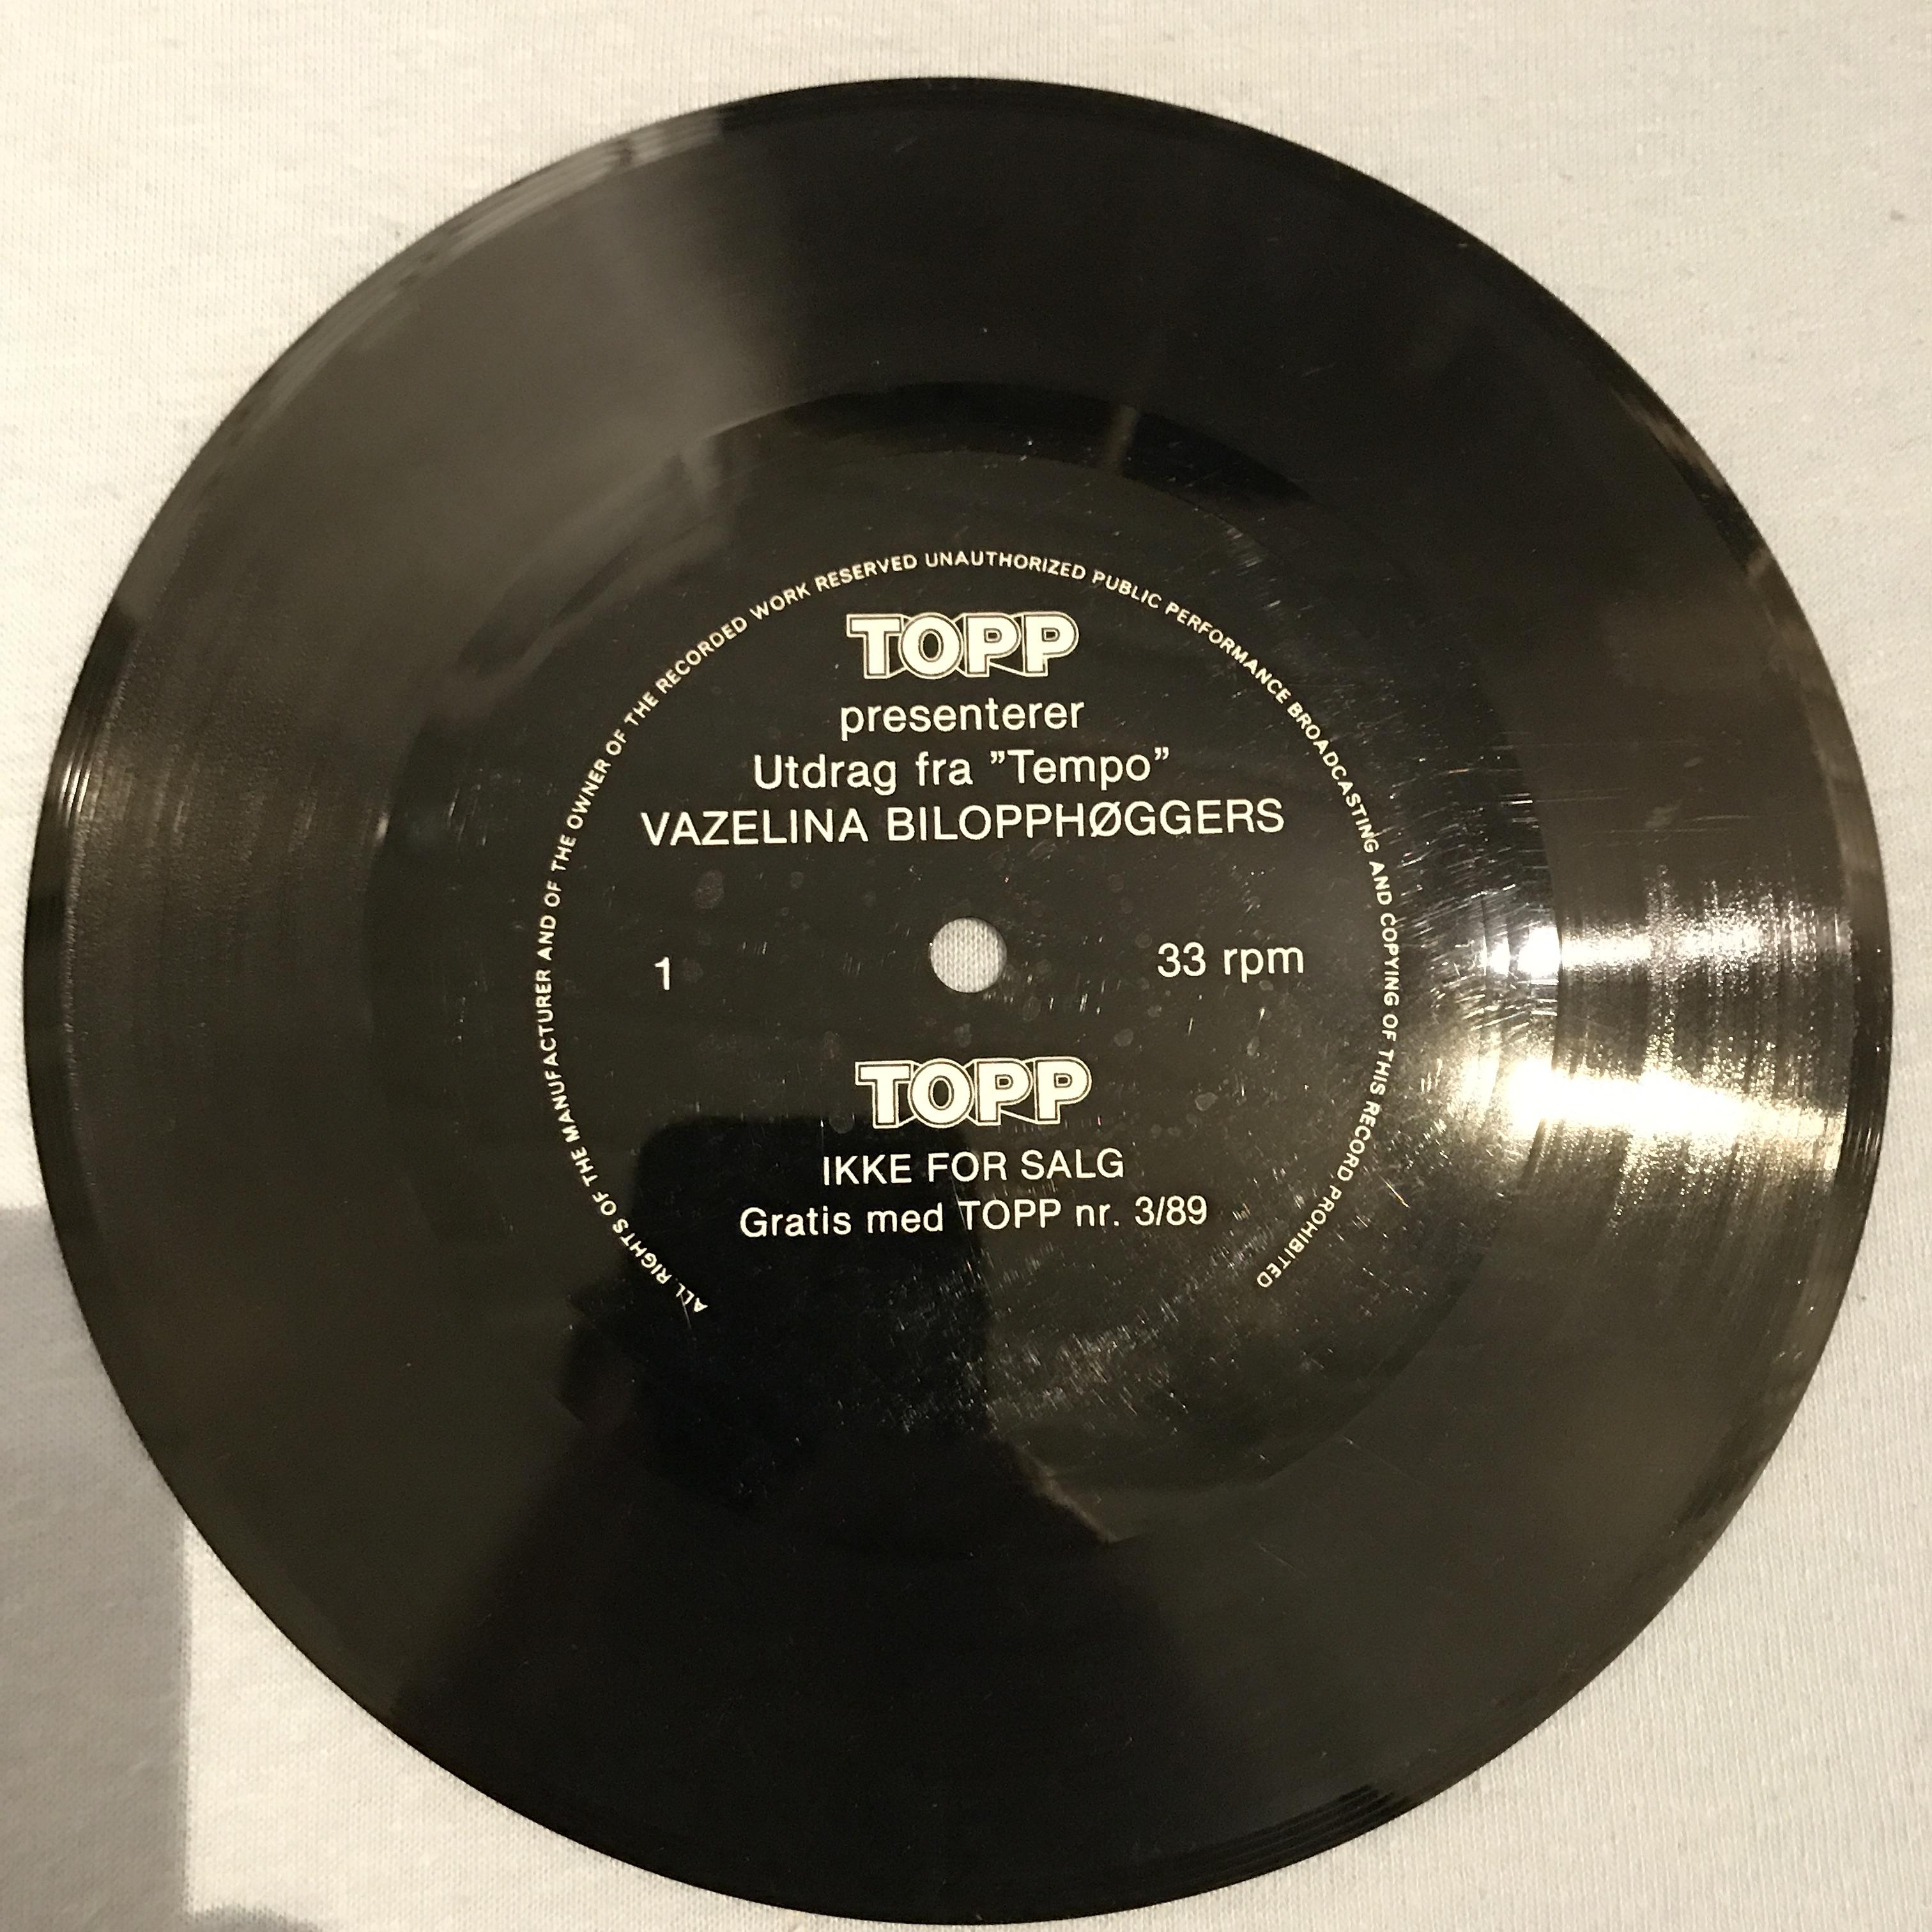 ALL RIGHTS OF THE MANUFACTURER AND OF THE OWNER OF THE RECORDED WORK RESERVED UNAUTHORIZED PUBLIC PERFORMANCE BROADCASTING AND COPYING OF THIS RECORD PROHIBITED
TOPP
presenterer
Utdrag fra ”Tempo”
VAZELINA BILOPPHØGGERS
1 33 rpm
TOPP
IKKE FOR SALG
Gratis med TOPP nr. 3/89